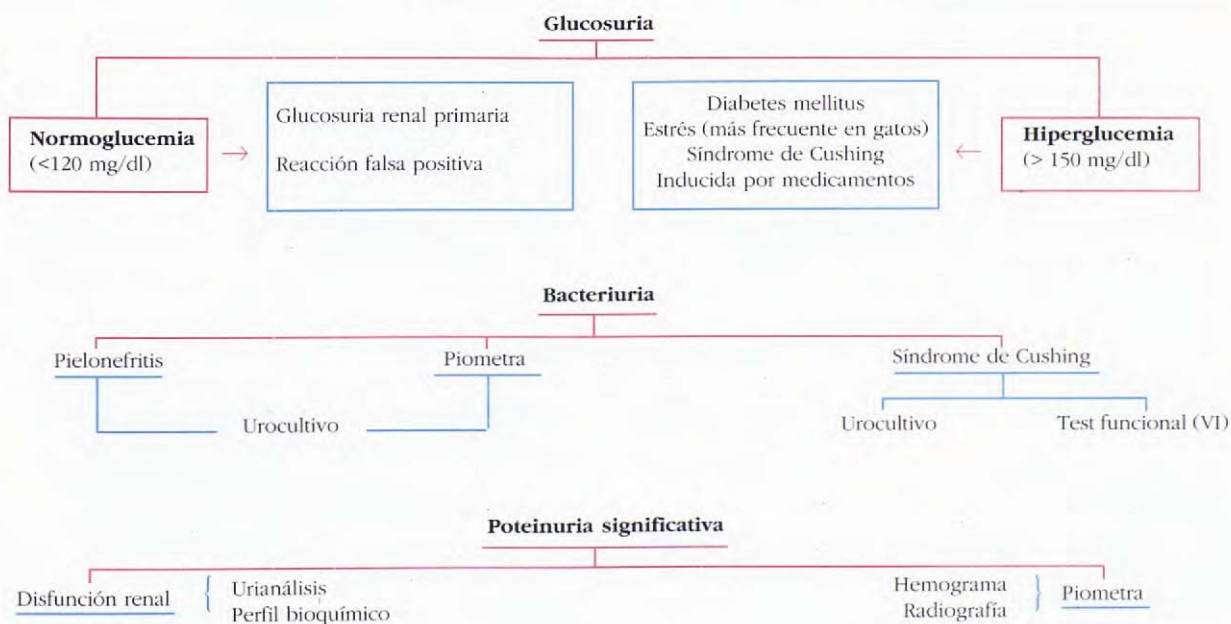 Glucosuria
Normoglucemia
(<120 mg/dl)
→
Glucosuria renal primaria
Reacción falsa positiva
Diabetes mellitus
Estrés (más frecuente en gatos)
Síndrome de Cushing
Inducida por medicamentos
←
Hiperglucemia
(> 150 mg/dl)
Bacteriuria
Pielonefritis
Piometra
Síndrome de Cushing
Urocultivo
Urocultivo
Test funcional (VI)
Poteinuria significativa
Disfunción renal
Urianálisis
Perfil bioquímico
Hemograma
Radiografía
Piometra